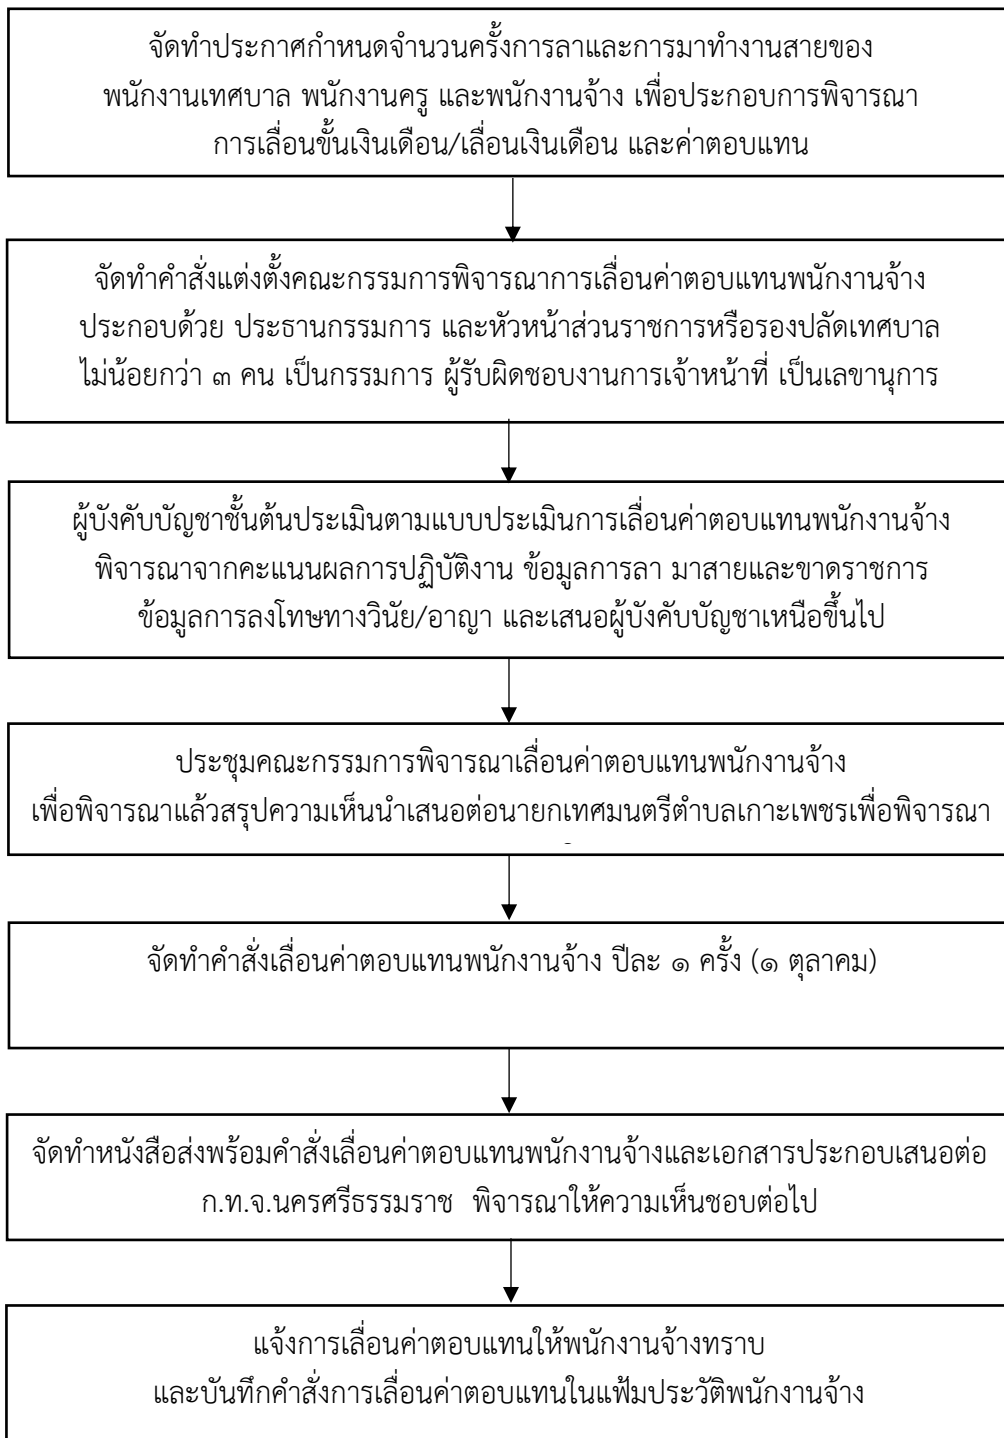 จัดทำประกาศกำหนดจำนวนครั้งการลาและการมาทำงานสายของ
พนักงานเทศบาล พนักงานครู และพนักงานจ้าง เพื่อประกอบการพิจารณา
การเลื่อนขั้นเงินเดือน/เลื่อนเงินเดือน และค่าตอบแทน
จัดทำคำสั่งแต่งตั้งคณะกรรมการพิจารณาการเลื่อนค่าตอบแทนพนักงานจ้าง
ประกอบด้วย ประธานกรรมการ และหัวหน้าส่วนราชการหรือรองปลัดเทศบาล
ไม่น้อยกว่า ๓ คน เป็นกรรมการ ผู้รับผิดชอบงานการเจ้าหน้าที่ เป็นเลขานุการ
ผู้บังคับบัญชาชั้นต้นประเมินตามแบบประเมินการเลื่อนค่าตอบแทนพนักงานจ้าง
พิจารณาจากคะแนนผลการปฏิบัติงาน ข้อมูลการลา มาสายและขาดราชการ
ข้อมูลการลงโทษทางวินัย/อาญา และเสนอผู้บังคับบัญชาเหนือขึ้นไป
ประชุมคณะกรรมการพิจารณาเลื่อนค่าตอบแทนพนักงานจ้าง
เพื่อพิจารณาแล้วสรุปความเห็นนำเสนอต่อนายกเทศมนตรีตำบลเกาะเพชรเพื่อพิจารณา
จัดทำคำสั่งเลื่อนค่าตอบแทนพนักงานจ้าง ปีละ ๑ ครั้ง (๑ ตุลาคม)
จัดทำหนังสือส่งพร้อมคำสั่งเลื่อนค่าตอบแทนพนักงานจ้างและเอกสารประกอบเสนอต่อ
ก.ท.จ.นครศรีธรรมราช พิจารณาให้ความเห็นชอบต่อไป
แจ้งการเลื่อนค่าตอบแทนให้พนักงานจ้างทราบ
และบันทึกคำสั่งการเลื่อนค่าตอบแทนในแฟ้มประวัติพนักงานจ้าง